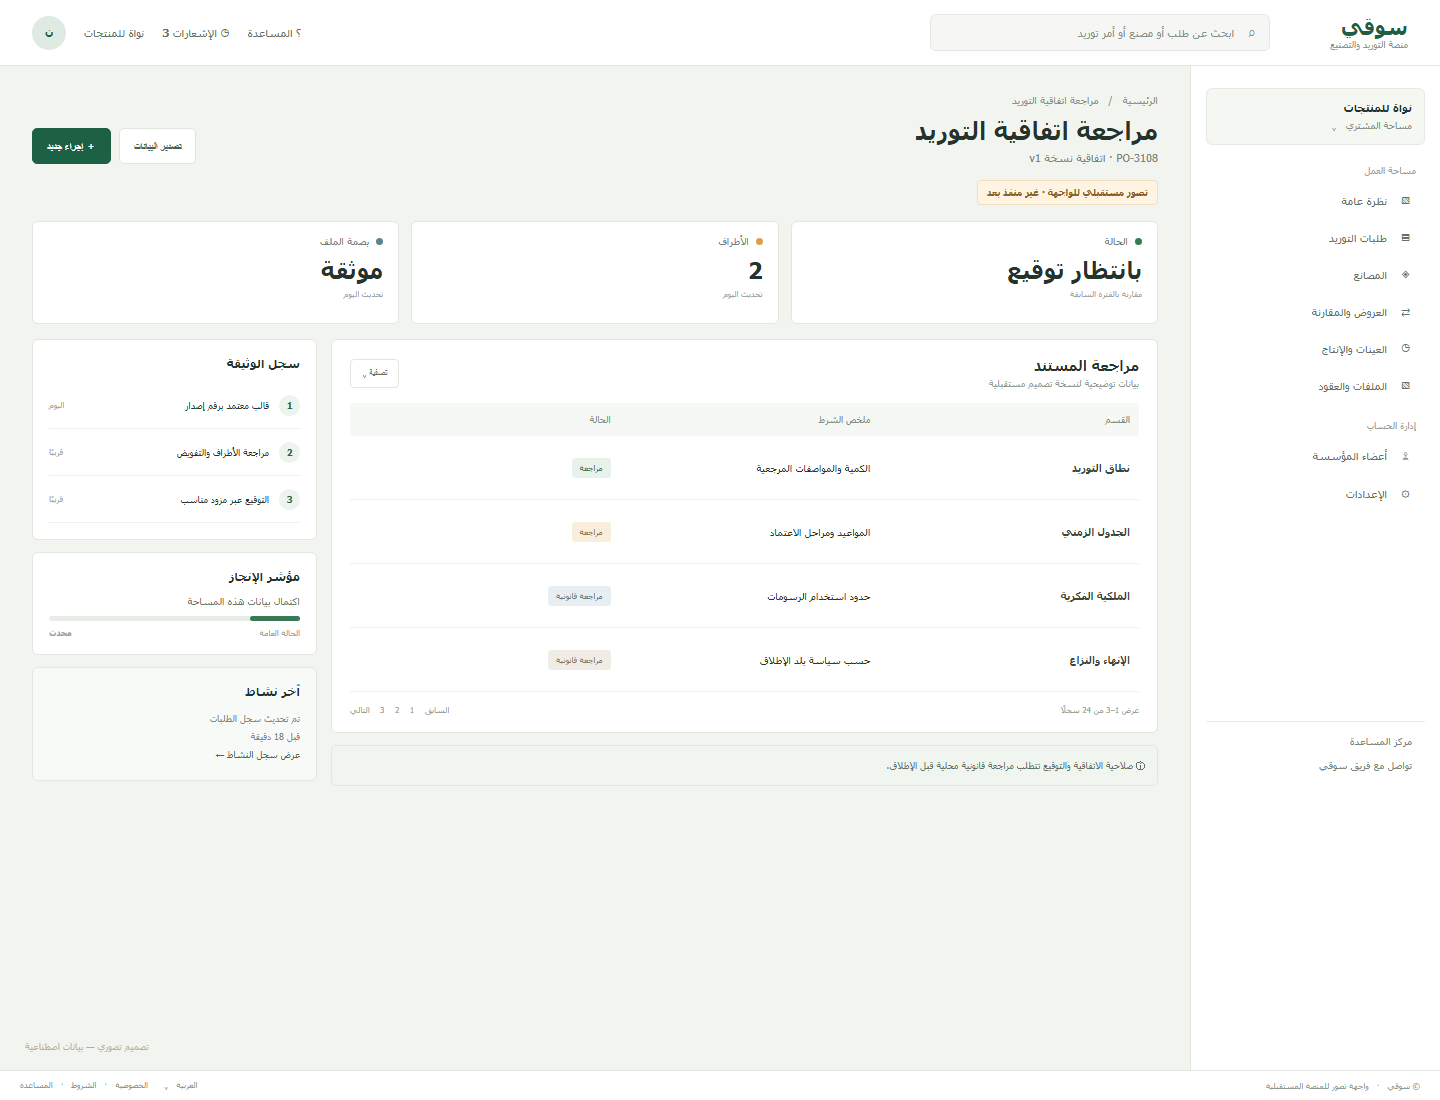 سوقي
منصة التوريد والتصنيع
ابحث عن طلب أو مصنع أو أمر توريد
؟ المساعدة
الإشعارات 3
نواة للمنتجات
ن
نواة للمنتجات
مساحة المشتري
مساحة العمل
نظرة عامة
طلبات التوريد
المصانع
العروض والمقارنة
العينات والإنتاج
الملفات والعقود
إدارة الحساب
أعضاء المؤسسة
الإعدادات
مركز المساعدة
تواصل مع فريق سوقي
الرئيسية / مراجعة اتفاقية التوريد
مراجعة اتفاقية التوريد
PO-3108 · اتفاقية نسخة v1
تصور مستقبلي للواجهة · غير منفذ بعد
تصدير البيانات
+ إجراء جديد
الحالة
بانتظار توقيع
مقارنة بالفترة السابقة
الأطراف
2
تحديث اليوم
بصمة الملف
موثقة
تحديث اليوم
مراجعة المستند
بيانات توضيحية لنسخة تصميم مستقبلية
تصفية
القسم ملخص الشرط الحالة
نطاق التوريد الكمية والمواصفات المرجعية مراجعة
الجدول الزمني المواعيد ومراحل الاعتماد مراجعة
الملكية الفكرية حدود استخدام الرسومات مراجعة قانونية
الإنهاء والنزاع حسب سياسة بلد الإطلاق مراجعة قانونية
عرض 1–3 من 24 سجلًا
السابق 1 2 3 التالي
صلاحية الاتفاقية والتوقيع تتطلب مراجعة قانونية محلية قبل الإطلاق.
سجل الوثيقة
1 قالب معتمد برقم إصدار اليوم
2 مراجعة الأطراف والتفويض قريبًا
3 التوقيع عبر مزود مناسب قريبًا
مؤشر الإنجاز
اكتمال بيانات هذه المساحة
الحالة العامة محدث
آخر نشاط
تم تحديث سجل الطلبات
قبل 18 دقيقة
عرض سجل النشاط ←
تصميم تصوري — بيانات اصطناعية
© سوقي · واجهة تصور للمنصة المستقبلية
العربية الخصوصية · الشروط · المساعدة